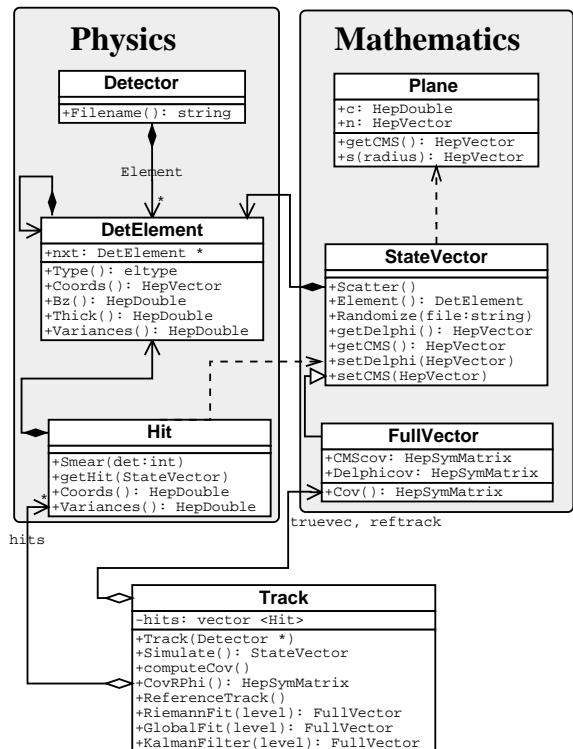 Physics
Detector
+Filename(): string
Element
*
DetElement
+nxt: DetElement *
+Type(): eltype
+Coords(): HepVector
+Bz(): HepDouble
+Thick(): HepDouble
+Variances(): HepDouble
Hit
+Smear(det:int)
+getHit(StateVector)
+Coords(): HepDouble
+Variances(): HepDouble
*
hits
Mathematics
Plane
+c: HepDouble
+n: HepVector
+getCMS(): HepVector
+s(radius): HepVector
StateVector
+Scatter()
+Element(): DetElement
+Randomize(file:string)
+getDelphi(): HepVector
+getCMS(): HepVector
+setDelphi(HepVector)
+setCMS(HepVector)
FullVector
+CMScov: HepSymMatrix
+Delphicov: HepSymMatrix
+Cov(): HepSymMatrix
truevec, reftrack
Track
-hits: vector <Hit>
+Track(Detector *)
+Simulate(): StateVector
+computeCov()
+CovRPhi(): HepSymMatrix
+ReferenceTrack()
+RiemannFit(level): FullVector
+GlobalFit(level): FullVector
+KalmanFilter(level): FullVector